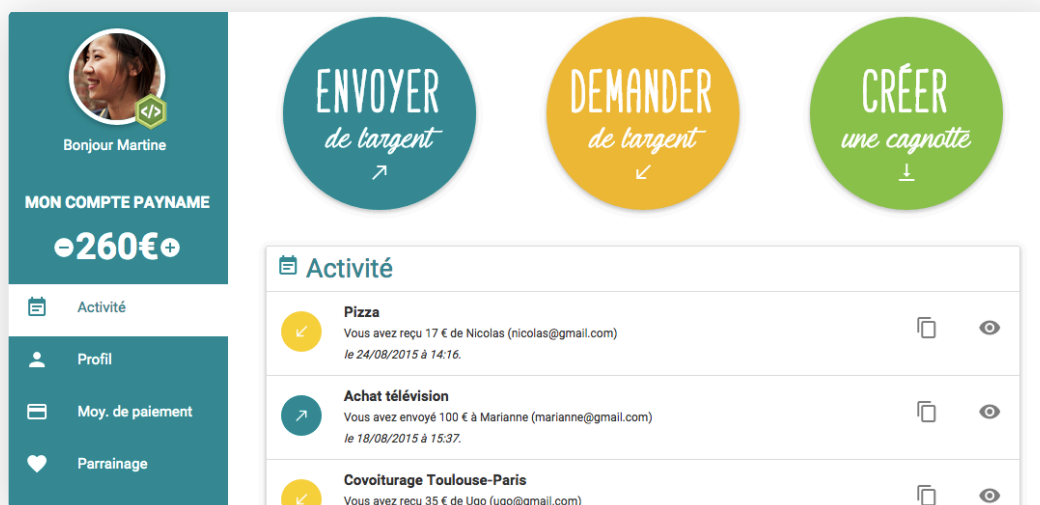 Bonjour Martine
MON COMPTE PAYNAME
260€
Activité
Profil
Moy. de paiement
Parrainage
ENVOYER
de l'argent
DEMANDER
de l'argent
CRÉER
une cagnotte
Activité
Pizza
Vous avez reçu 17 € de Nicolas (nicolas@gmail.com)
le 24/08/2015 à 14:16.
Achat télévision
Vous avez envoyé 100 € à Marianne (marianne@gmail.com)
le 18/08/2015 à 15:37.
Covoiturage Toulouse-Paris
Vous avez reçu 35 € de Ugo (ugo@gmail.com)